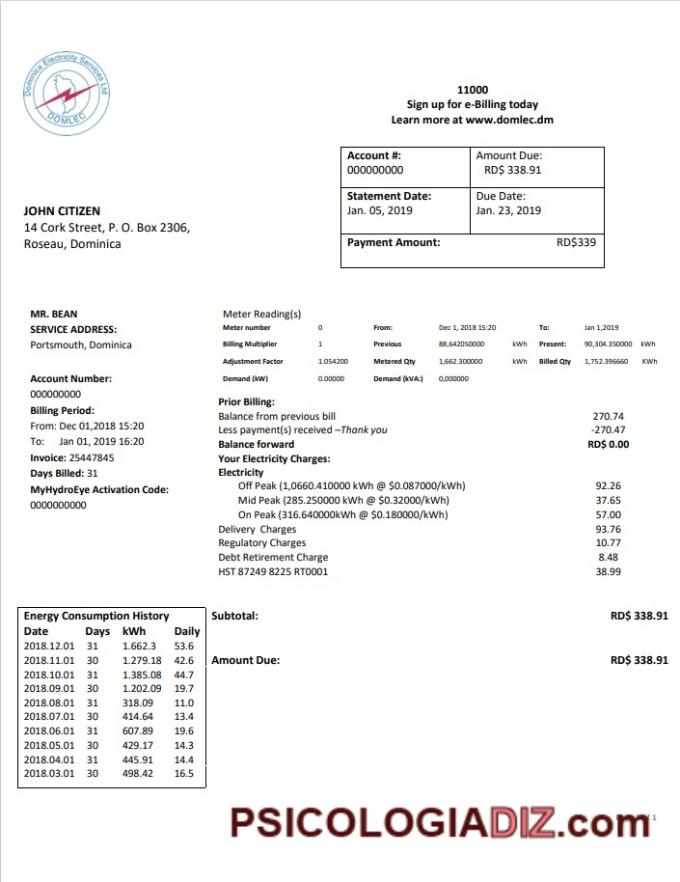 Dominica Electricity Services Ltd
DOMLEC
11000
Sign up for e-Billing today
Learn more at www.domlec.dm
Account #:
000000000
Amount Due:
RD$ 338.91
Statement Date:
Jan. 05, 2019
Due Date:
Jan. 23, 2019
Payment Amount: RD$339
JOHN CITIZEN
14 Cork Street, P. O. Box 2306,
Roseau, Dominica
MR. BEAN
SERVICE ADDRESS:
Portsmouth, Dominica
Account Number:
000000000
Billing Period:
From: Dec 01,2018 15:20
To: Jan 01, 2019 16:20
Invoice: 25447845
Days Billed: 31
MyHydroEye Activation Code:
0000000000
Meter Reading(s)
Meter number 0 From: Dec 1, 2018 15:20 To: Jan 1,2019
Billing Multiplier 1 Previous 88,642050000 kWh Present: 90,304.350000 kWh
Adjustment Factor 1.054200 Metered Qty 1,662.300000 kWh Billed Qty 1,752.396660 KWh
Demand (kW) 0.00000 Demand (kVA:) 0,000000
Prior Billing:
Balance from previous bill 270.74
Less payment(s) received –Thank you -270.47
Balance forward RD$ 0.00
Your Electricity Charges:
Electricity
Off Peak (1,0660.410000 kWh @ $0.087000/kWh) 92.26
Mid Peak (285.250000 kWh @ $0.32000/kWh) 37.65
On Peak (316.640000kWh @ $0.180000/kWh) 57.00
Delivery Charges 93.76
Regulatory Charges 10.77
Debt Retirement Charge 8.48
HST 87249 8225 RT0001 38.99
Energy Consumption History
Date Days kWh Daily
2018.12.01 31 1.662.3 53.6
2018.11.01 30 1.279.18 42.6
2018.10.01 31 1.385.08 44.7
2018.09.01 30 1.202.09 19.7
2018.08.01 31 318.09 11.0
2018.07.01 30 414.64 13.4
2018.06.01 31 607.89 19.6
2018.05.01 30 429.17 14.3
2018.04.01 31 445.91 14.4
2018.03.01 30 498.42 16.5
Subtotal: RD$ 338.91
Amount Due: RD$ 338.91
PSICOLOGIADIZ.com